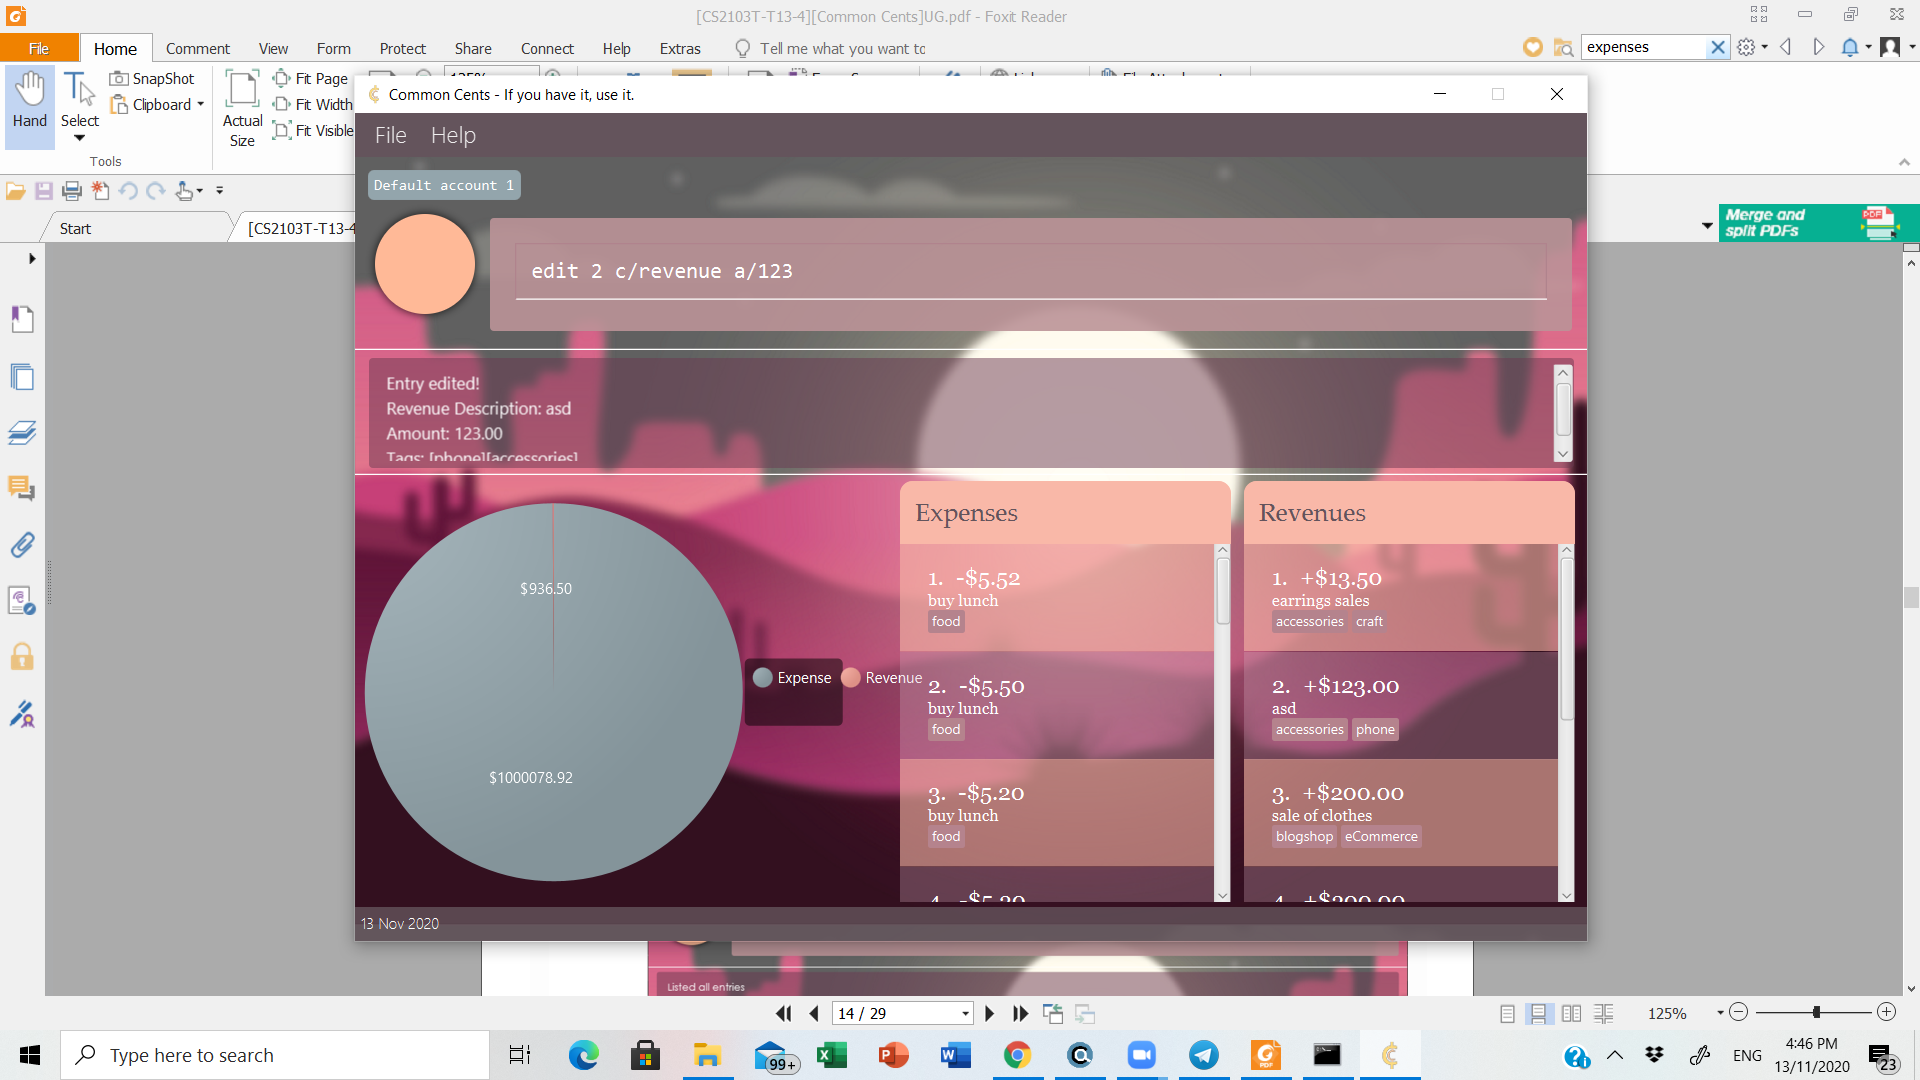 [CS2103T-T13-4][Common Cents]UG.pdf - Foxit Reader
File Home Comment View Form Protect Share Connect Help Extras Tell me what you want to expenses
Hand
Select
SnapShot
Clipboard
Actual Size
Fit Page
Fit Width
Fit Visible
Tools
Start
[CS2103T-T13-4
Merge and
split PDFs
PDF
Common Cents - If you have it, use it.
File Help
Default account 1
edit 2 c/revenue a/123
Entry edited!
Revenue Description: asd
Amount: 123.00
Tags: [phone][accessories]
$936.50
$1000078.92
Expense Revenue
Expenses
1. -$5.52
buy lunch
food
2. -$5.50
buy lunch
food
3. -$5.20
buy lunch
food
4. -$5.20
Revenues
1. +$13.50
earrings sales
accessories craft
2. +$123.00
asd
accessories phone
3. +$200.00
sale of clothes
blogshop eCommerce
4. +$200.00
13 Nov 2020
Listed all entries
14 / 29
125%
Type here to search
99+
ENG
4:46 PM
13/11/2020
23